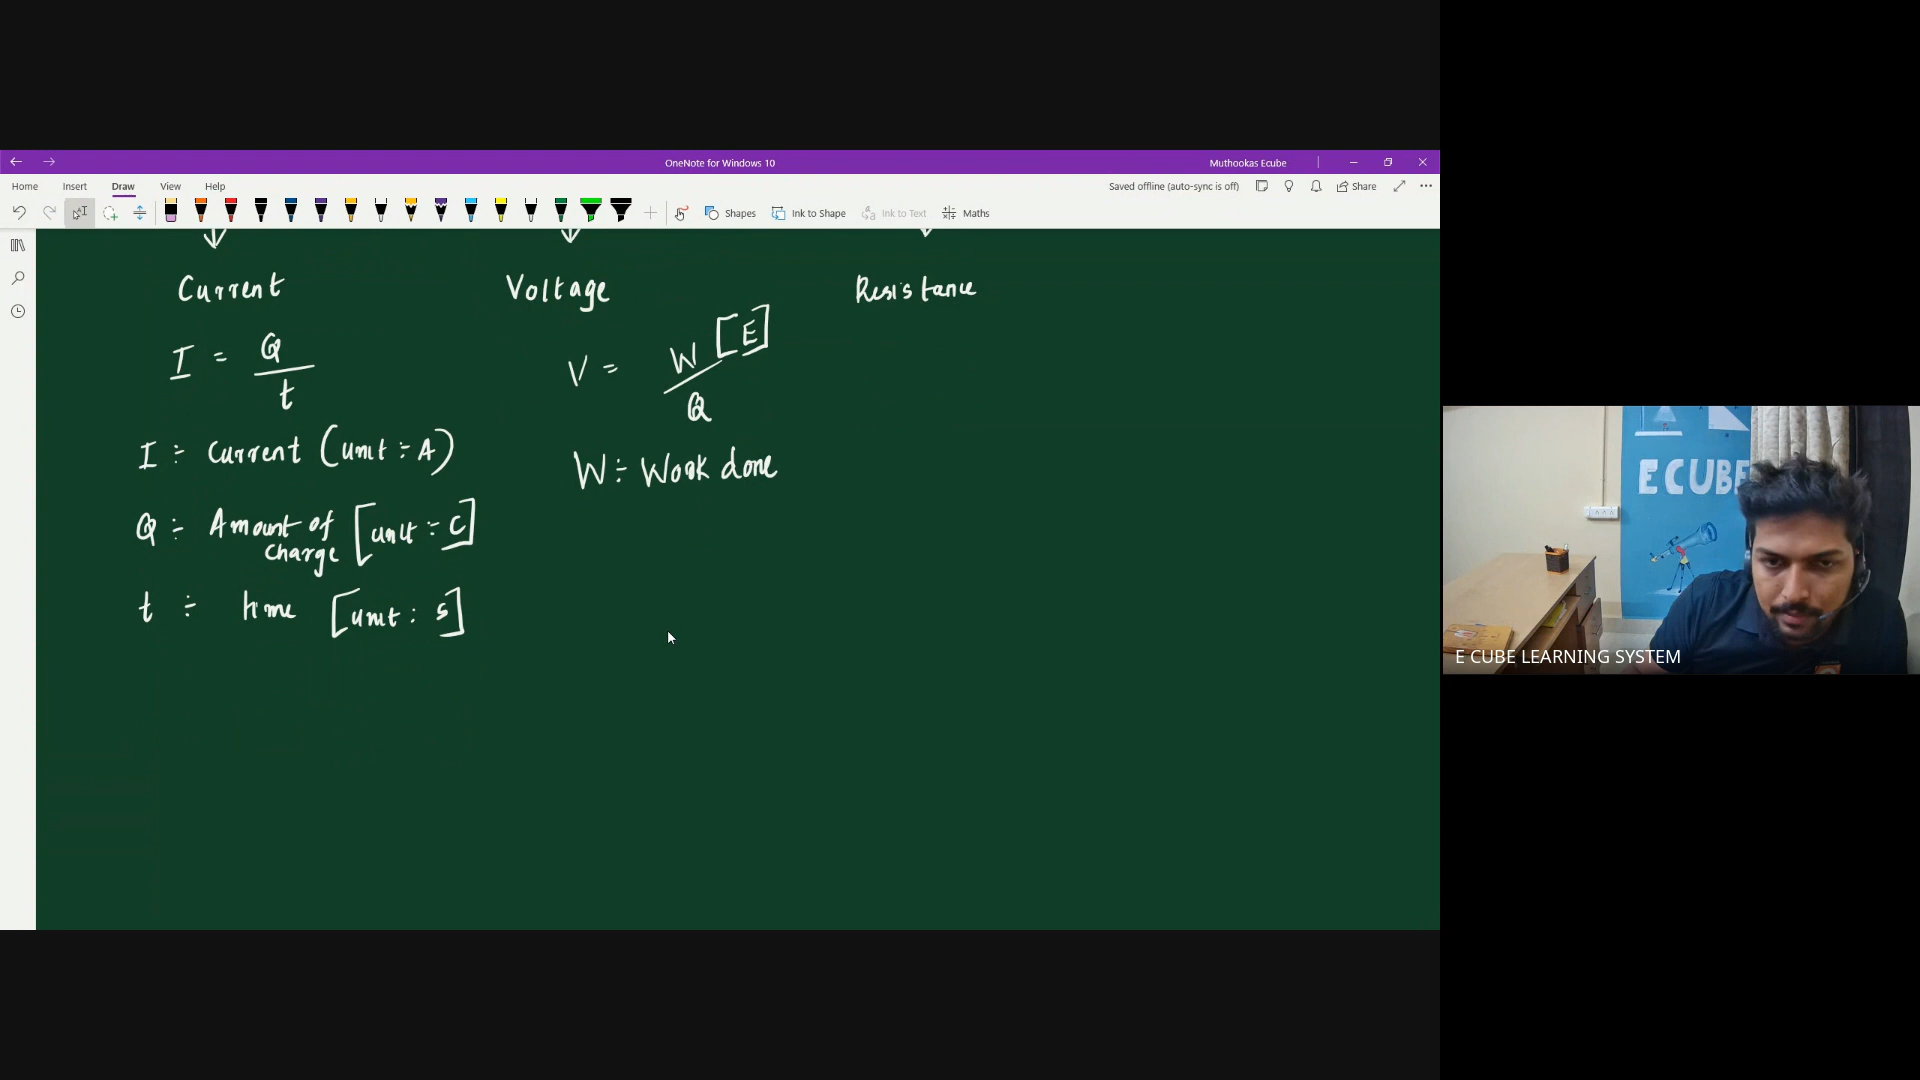 OneNote for Windows 10
Muthookas Ecube
Home Insert Draw View Help
Saved offline (auto-sync is off) Share
Shapes Ink to Shape Ink to Text Maths
Current Voltage Resistance
I = Q / t
V = W [E] / Q
I ÷ Current (unit ÷ A)
W ÷ Work done
Q ÷ Amount of charge [unit ÷ C]
t ÷ time [unit : s]
E CUBE
E CUBE LEARNING SYSTEM